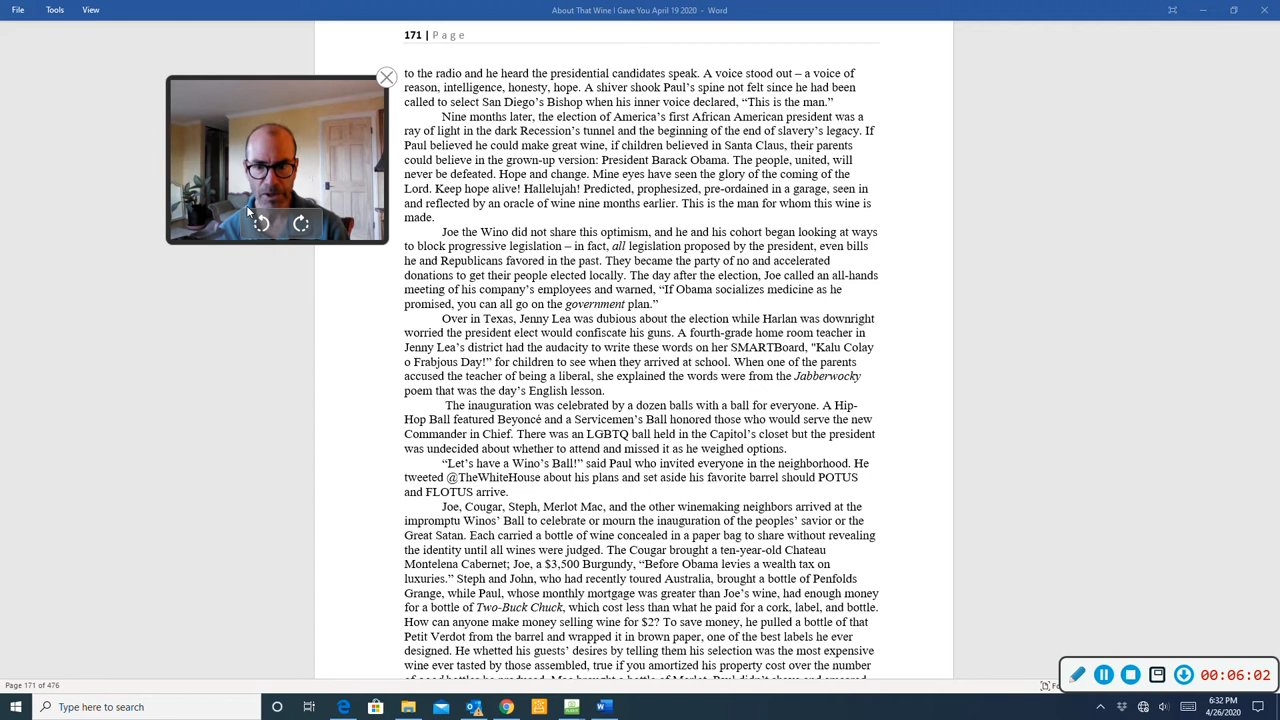 File Tools View About That Wine I Gave You April 19 2020 - Word
171 | Page
to the radio and he heard the presidential candidates speak. A voice stood out – a voice of
reason, intelligence, honesty, hope. A shiver shook Paul’s spine not felt since he had been
called to select San Diego’s Bishop when his inner voice declared, “This is the man.”
Nine months later, the election of America’s first African American president was a
ray of light in the dark Recession’s tunnel and the beginning of the end of slavery’s legacy. If
Paul believed he could make great wine, if children believed in Santa Claus, their parents
could believe in the grown-up version: President Barack Obama. The people, united, will
never be defeated. Hope and change. Mine eyes have seen the glory of the coming of the
Lord. Keep hope alive! Hallelujah! Predicted, prophesized, pre-ordained in a garage, seen in
and reflected by an oracle of wine nine months earlier. This is the man for whom this wine is
made.
Joe the Wino did not share this optimism, and he and his cohort began looking at ways
to block progressive legislation – in fact, all legislation proposed by the president, even bills
he and Republicans favored in the past. They became the party of no and accelerated
donations to get their people elected locally. The day after the election, Joe called an all-hands
meeting of his company’s employees and warned, “If Obama socializes medicine as he
promised, you can all go on the government plan.”
Over in Texas, Jenny Lea was dubious about the election while Harlan was downright
worried the president elect would confiscate his guns. A fourth-grade home room teacher in
Jenny Lea’s district had the audacity to write these words on her SMARTBoard, "Kalu Colay
o Frabjous Day!” for children to see when they arrived at school. When one of the parents
accused the teacher of being a liberal, she explained the words were from the Jabberwocky
poem that was the day’s English lesson.
The inauguration was celebrated by a dozen balls with a ball for everyone. A Hip-
Hop Ball featured Beyoncé and a Servicemen’s Ball honored those who would serve the new
Commander in Chief. There was an LGBTQ ball held in the Capitol’s closet but the president
was undecided about whether to attend and missed it as he weighed options.
“Let’s have a Wino’s Ball!” said Paul who invited everyone in the neighborhood. He
tweeted @TheWhiteHouse about his plans and set aside his favorite barrel should POTUS
and FLOTUS arrive.
Joe, Cougar, Steph, Merlot Mac, and the other winemaking neighbors arrived at the
impromptu Winos’ Ball to celebrate or mourn the inauguration of the peoples’ savior or the
Great Satan. Each carried a bottle of wine concealed in a paper bag to share without revealing
the identity until all wines were judged. The Cougar brought a ten-year-old Chateau
Montelena Cabernet; Joe, a $3,500 Burgundy, “Before Obama levies a wealth tax on
luxuries.” Steph and John, who had recently toured Australia, brought a bottle of Penfolds
Grange, while Paul, whose monthly mortgage was greater than Joe’s wine, had enough money
for a bottle of Two-Buck Chuck, which cost less than what he paid for a cork, label, and bottle.
How can anyone make money selling wine for $2? To save money, he pulled a bottle of that
Petit Verdot from the barrel and wrapped it in brown paper, one of the best labels he ever
designed. He whetted his guests’ desires by telling them his selection was the most expensive
wine ever tasted by those assembled, true if you amortized his property cost over the number
00:06:02
Page 171 of 476
Type here to search
6:32 PM
4/26/2020